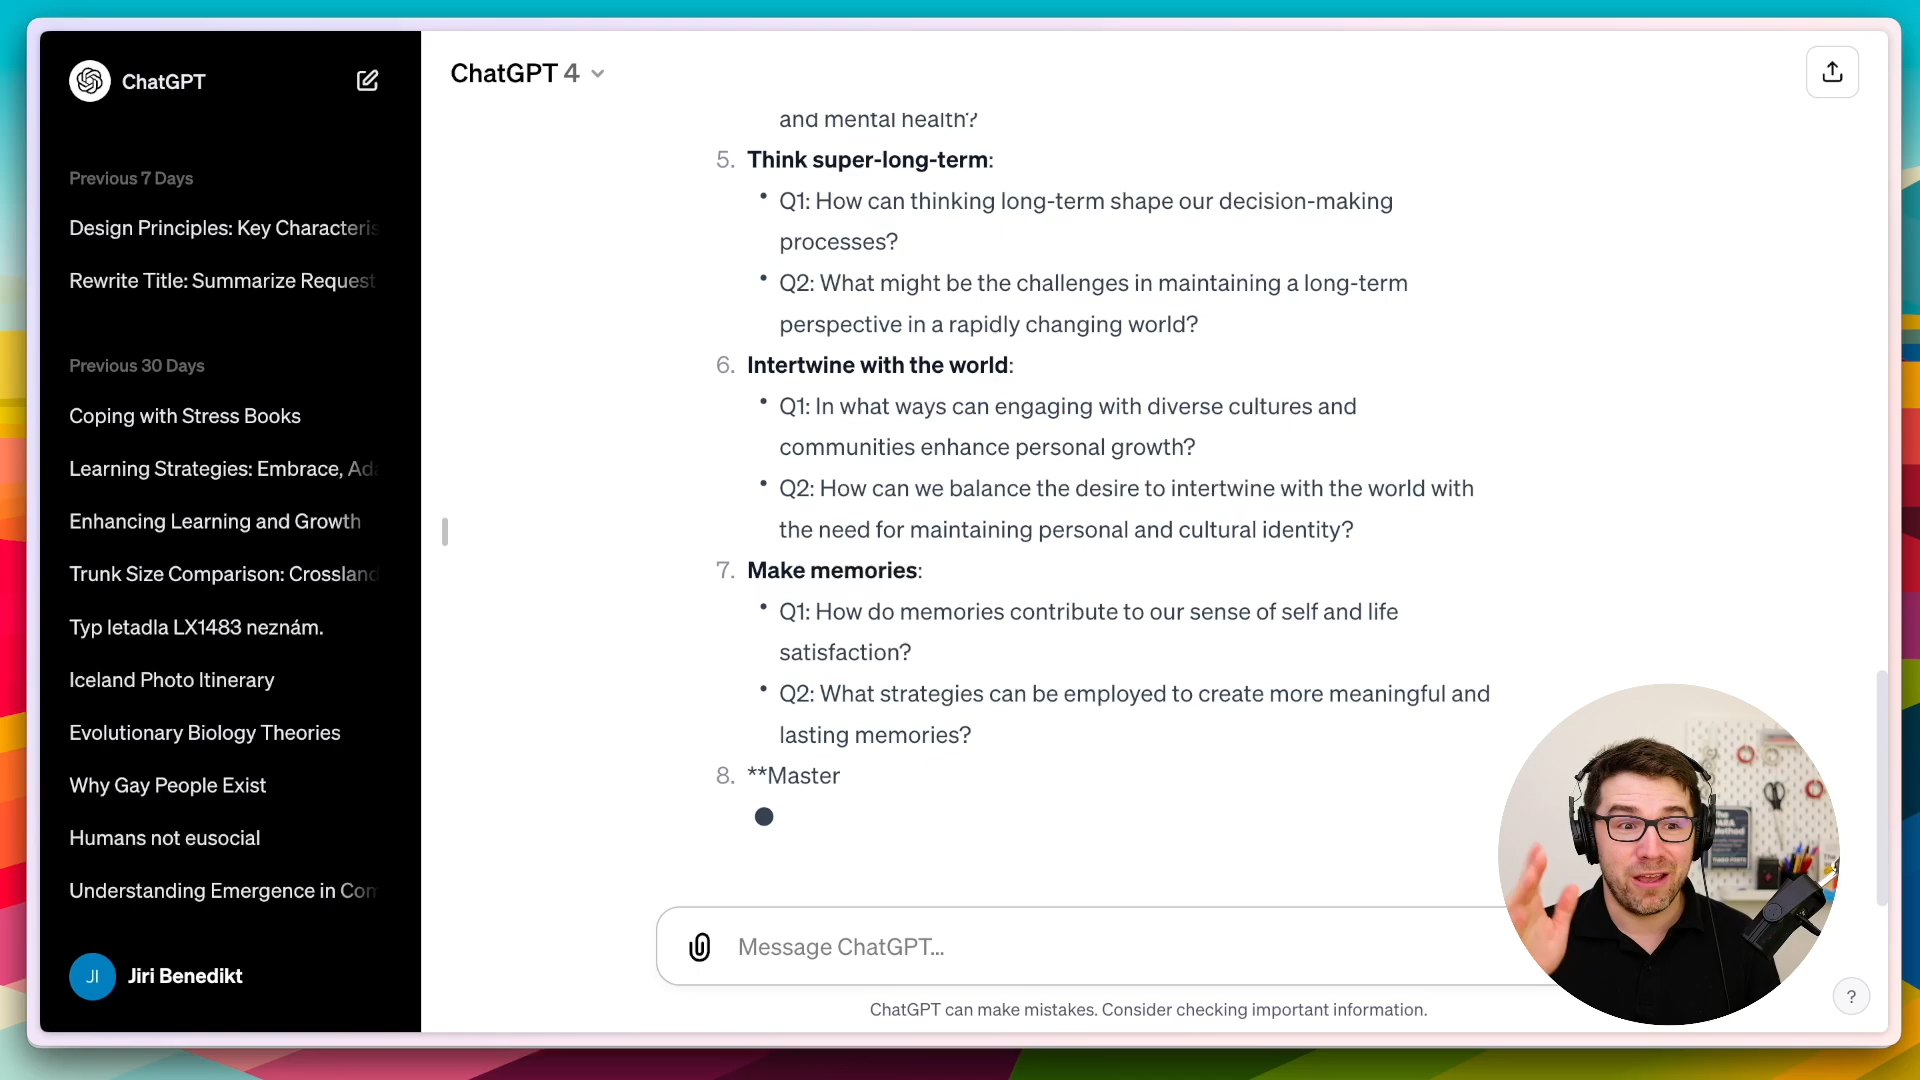 ChatGPT
Previous 7 Days
Design Principles: Key Characteris
Rewrite Title: Summarize Request
Previous 30 Days
Coping with Stress Books
Learning Strategies: Embrace, Ada
Enhancing Learning and Growth
Trunk Size Comparison: Crossland
Typ letadla LX1483 neznám.
Iceland Photo Itinerary
Evolutionary Biology Theories
Why Gay People Exist
Humans not eusocial
Understanding Emergence in Com
JI Jiri Benedikt
ChatGPT 4
and mental health?
5. Think super-long-term:
• Q1: How can thinking long-term shape our decision-making
processes?
• Q2: What might be the challenges in maintaining a long-term
perspective in a rapidly changing world?
6. Intertwine with the world:
• Q1: In what ways can engaging with diverse cultures and
communities enhance personal growth?
• Q2: How can we balance the desire to intertwine with the world with
the need for maintaining personal and cultural identity?
7. Make memories:
• Q1: How do memories contribute to our sense of self and life
satisfaction?
• Q2: What strategies can be employed to create more meaningful and
lasting memories?
8. **Master
Message ChatGPT...
ChatGPT can make mistakes. Consider checking important information.
?